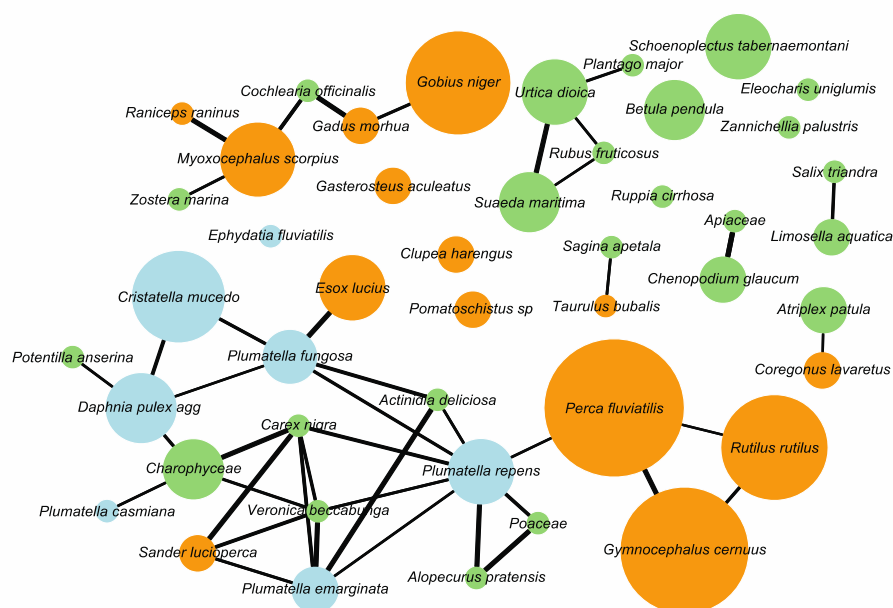 Schoenoplectus tabernaemontani
Plantago major
Gobius niger
Cochlearia officinalis
Urtica dioica
Eleocharis uniglumis
Raniceps raninus
Betula pendula
Gadus morhua
Zannichellia palustris
Myoxocephalus scorpius
Rubus fruticosus
Salix triandra
Gasterosteus aculeatus
Zostera marina
Suaeda maritima
Ruppia cirrhosa
Apiaceae
Ephydatia fluviatilis
Limosella aquatica
Clupea harengus
Sagina apetala
Chenopodium glaucum
Esox lucius
Cristatella mucedo
Pomatoschistus sp
Taurulus bubalis
Atriplex patula
Potentilla anserina
Plumatella fungosa
Coregonus lavaretus
Actinidia deliciosa
Daphnia pulex agg
Perca fluviatilis
Carex nigra
Rutilus rutilus
Charophyceae
Plumatella repens
Plumatella casmiana
Veronica beccabunga
Poaceae
Sander lucioperca
Gymnocephalus cernuus
Alopecurus pratensis
Plumatella emarginata